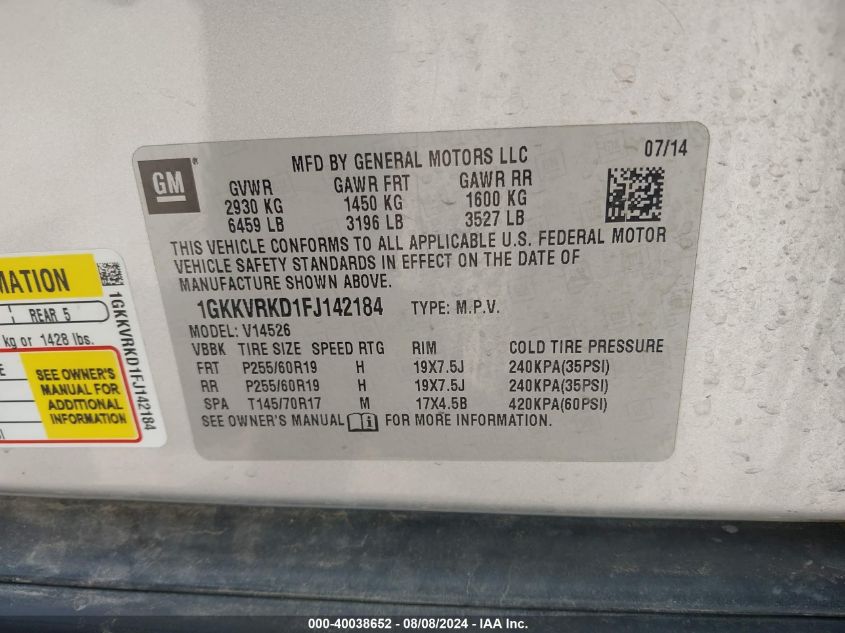 MFD BY GENERAL MOTORS LLC
07/14
GM
GVWR GAWR FRT GAWR RR
2930 KG 1450 KG 1600 KG
6459 LB 3196 LB 3527 LB
THIS VEHICLE CONFORMS TO ALL APPLICABLE U.S. FEDERAL MOTOR
VEHICLE SAFETY STANDARDS IN EFFECT ON THE DATE OF
MANUFACTURE SHOWN ABOVE.
1GKKVRKD1FJ142184 TYPE: M.P.V.
MODEL: V14526
VBBK TIRE SIZE SPEED RTG RIM COLD TIRE PRESSURE
FRT P255/60R19 H 19X7.5J 240KPA(35PSI)
RR P255/60R19 H 19X7.5J 240KPA(35PSI)
SPA T145/70R17 M 17X4.5B 420KPA(60PSI)
SEE OWNER'S MANUAL FOR MORE INFORMATION.
REAR 5
kg or 1428 lbs.
SEE OWNER'S
MANUAL FOR
ADDITIONAL
INFORMATION
1GKKVRKD1FJ142184
000-40038652 - 08/08/2024 - IAA Inc.